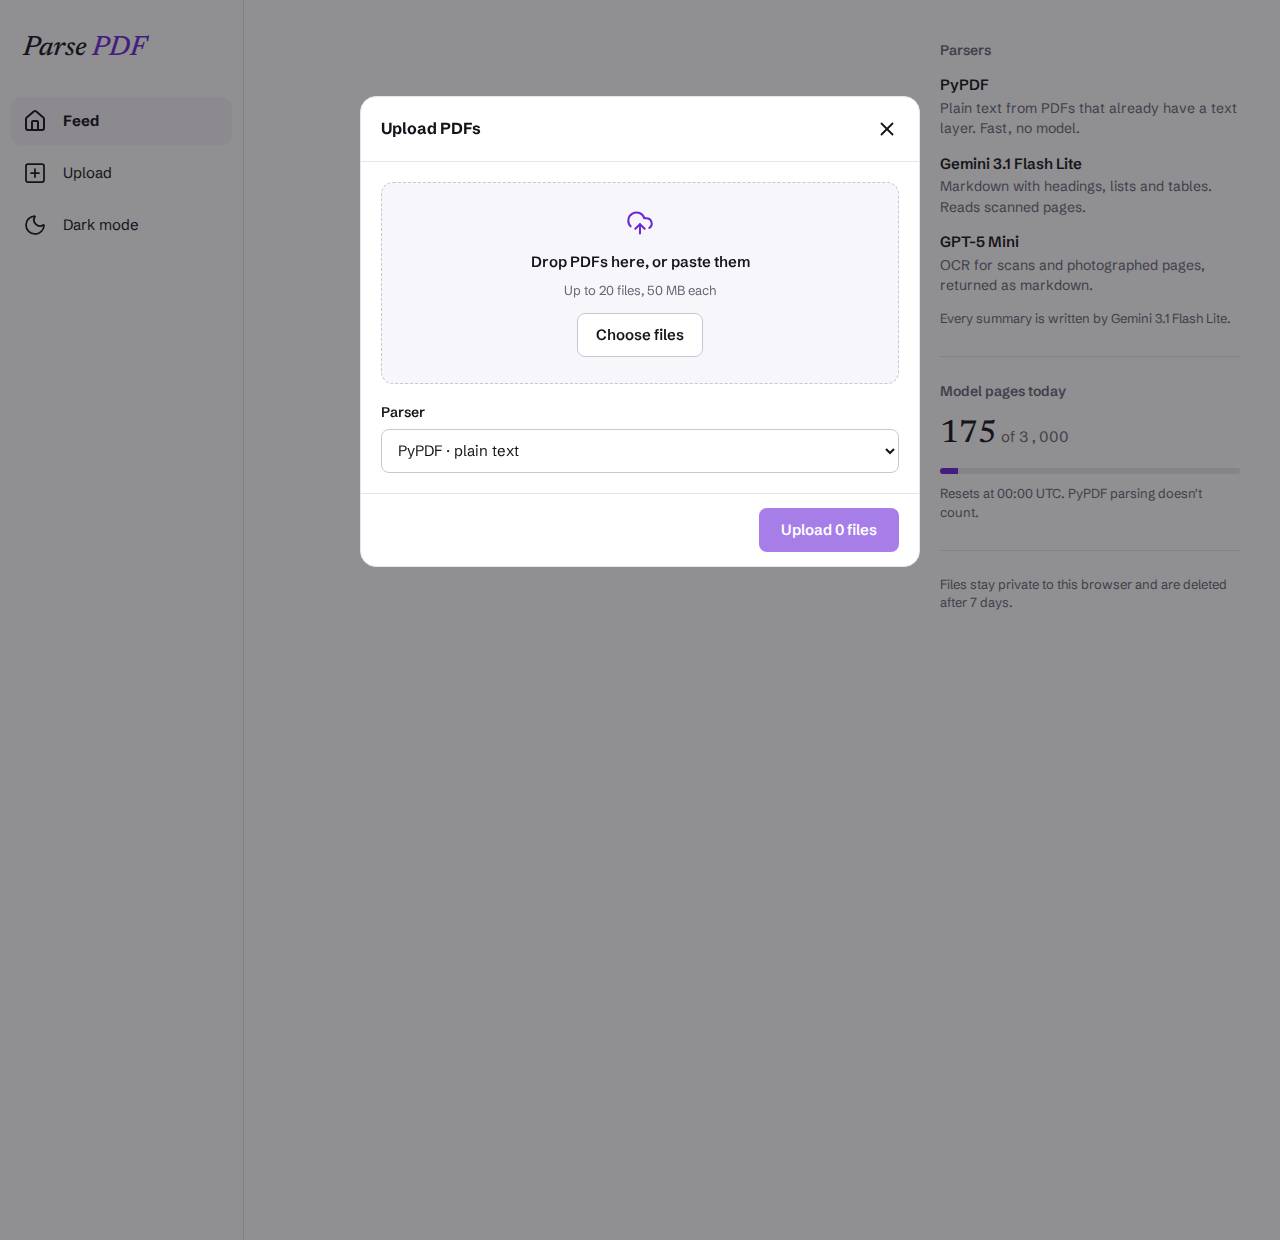 Parse PDF
Feed
Upload
Dark mode
Upload PDFs
Drop PDFs here, or paste them
Up to 20 files, 50 MB each
Choose files
Parser
PyPDF · plain text
Upload 0 files
Parsers
PyPDF
Plain text from PDFs that already have a text
layer. Fast, no model.
Gemini 3.1 Flash Lite
Markdown with headings, lists and tables.
Reads scanned pages.
GPT-5 Mini
OCR for scans and photographed pages,
returned as markdown.
Every summary is written by Gemini 3.1 Flash Lite.
Model pages today
175 of 3,000
Resets at 00:00 UTC. PyPDF parsing doesn't
count.
Files stay private to this browser and are deleted
after 7 days.